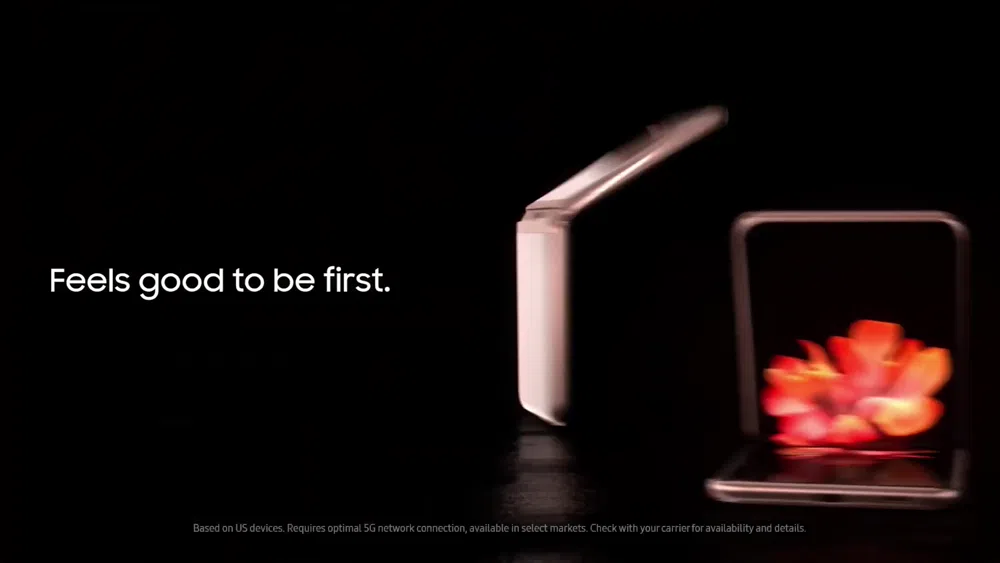 Feels good to be first.
Based on US devices. Requires optimal 5G network connection, available in select markets. Check with your carrier for availability and details.